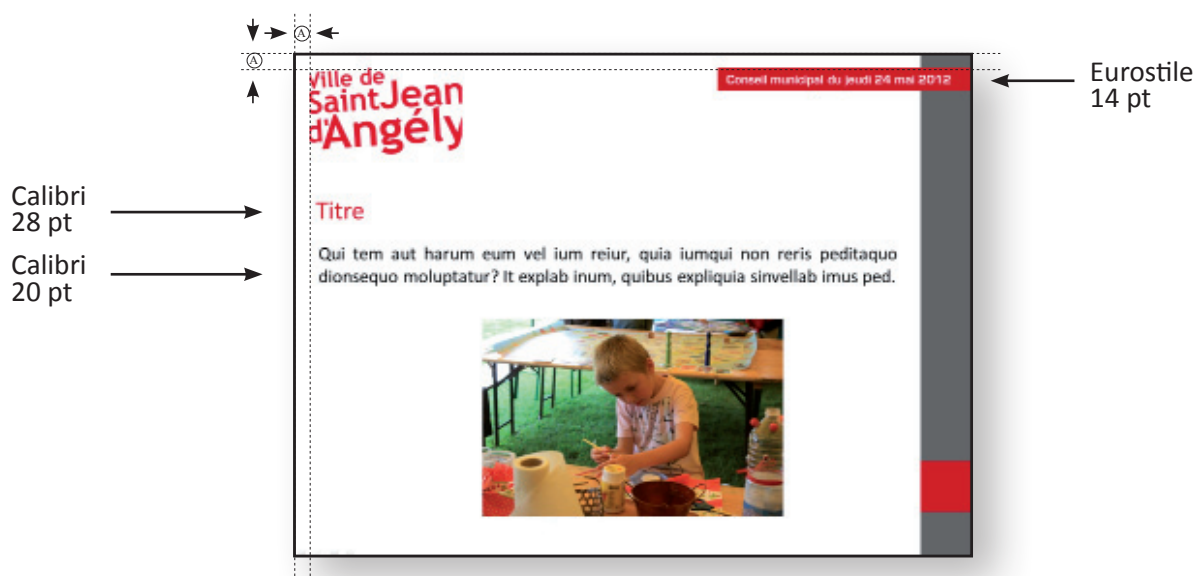 A
A
Ville de
Saint Jean
d'Angély
Conseil municipal du jeudi 24 mai 2012
Eurostile
14 pt
Calibri
28 pt
Titre
Calibri
20 pt
Qui tem aut harum eum vel ium reiur, quia iumqui non reris peditaquo
dionsequo moluptatur? It explab inum, quibus expliquia sinvellab imus ped.